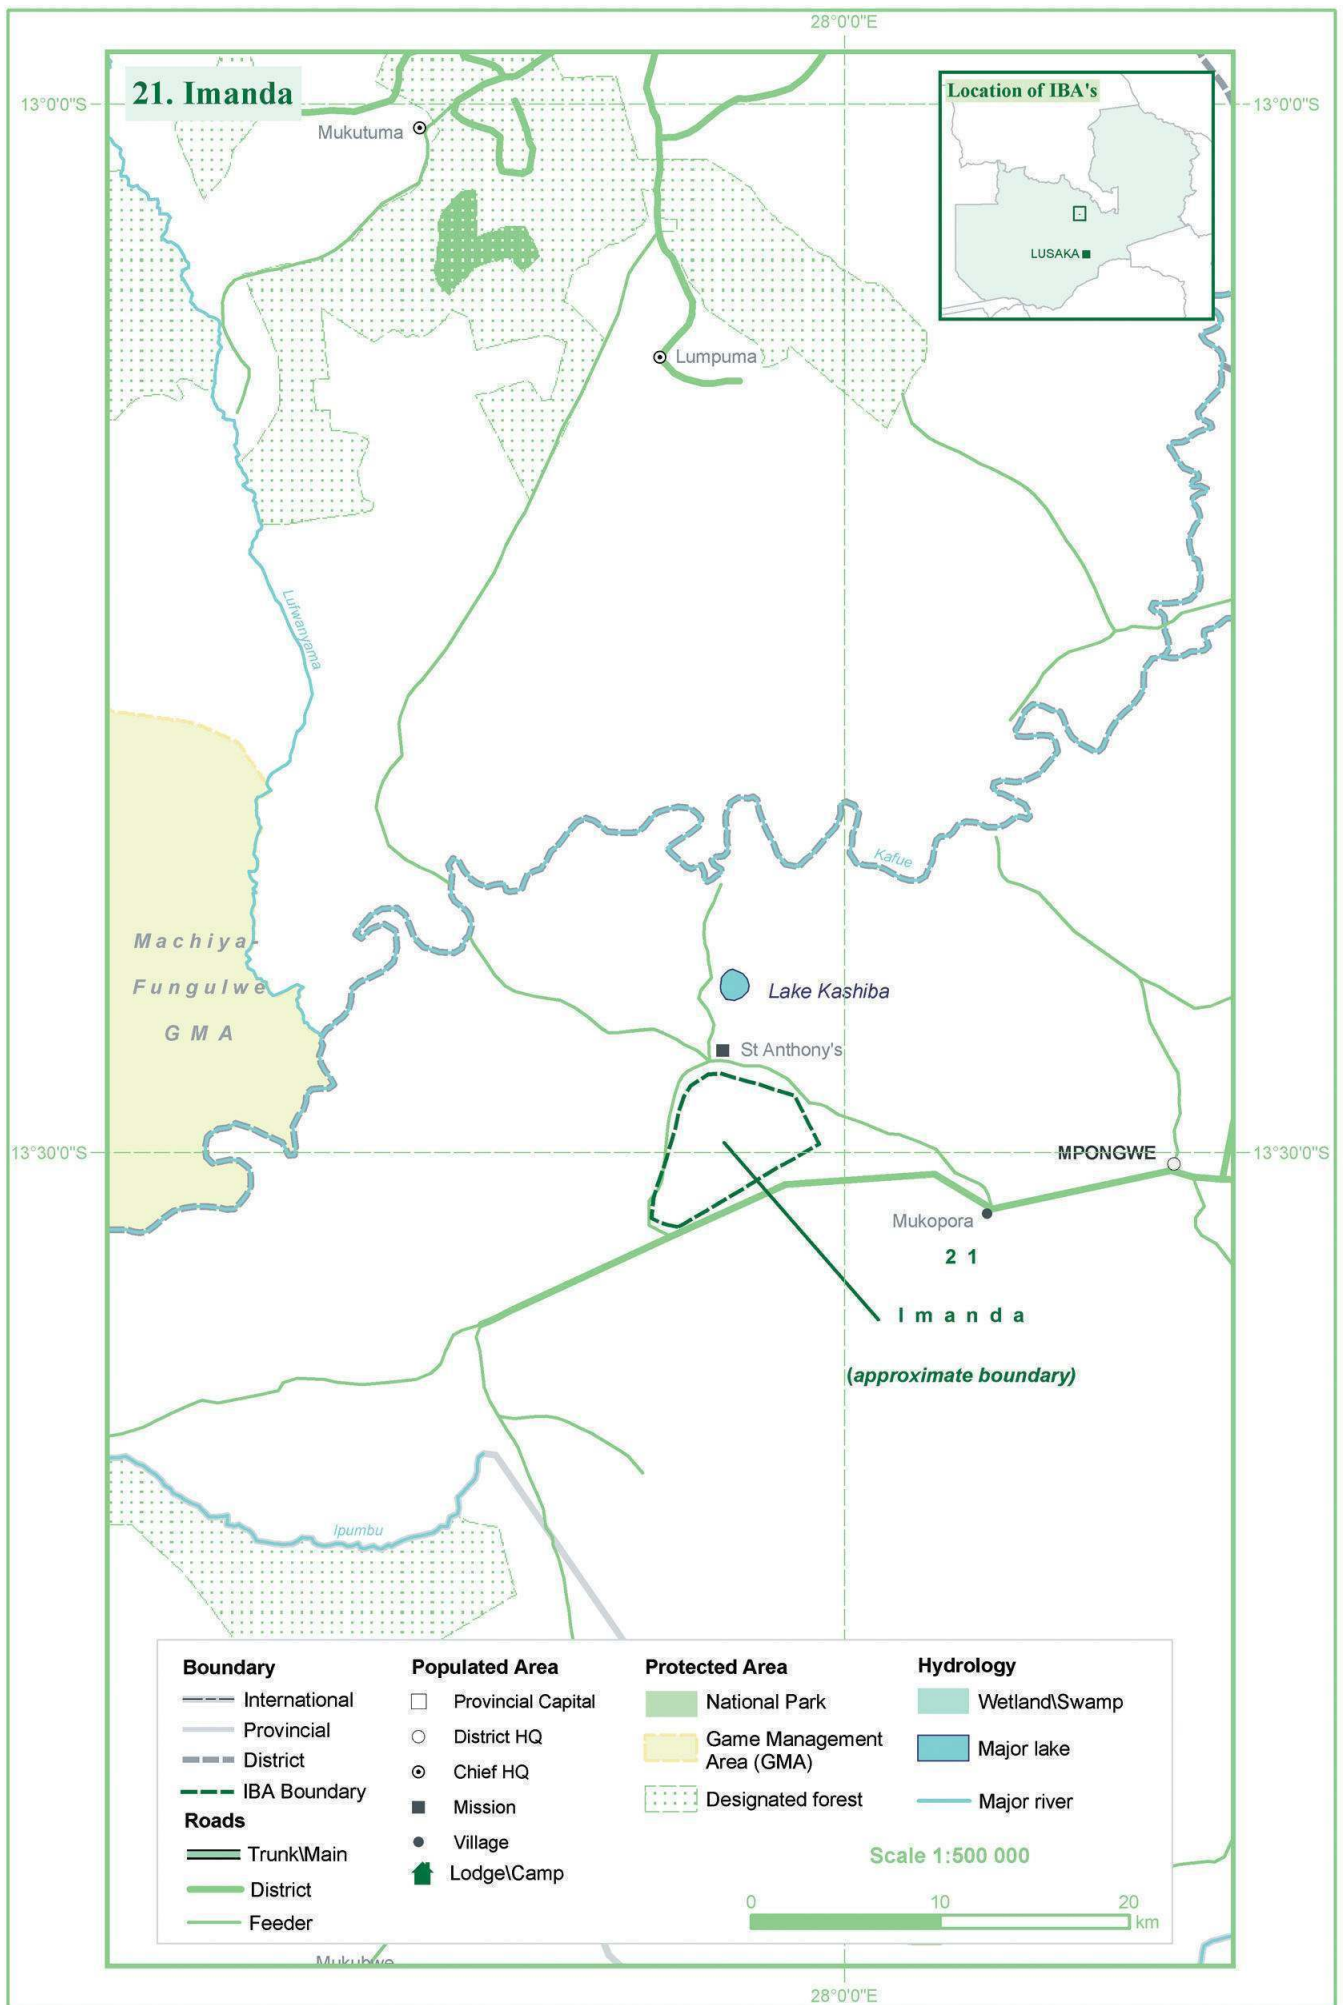 28°0'0"E
21. Imanda
Location of IBA's
13°0'0"S
13°0'0"S
Mukutuma
LUSAKA
Lumpuma
Lufwanyama
Kafue
Machiya-
Fungulwe
GMA
Lake Kashiba
St Anthony's
13°30'0"S
13°30'0"S
MPONGWE
Mukopora
21
Imanda
(approximate boundary)
Ipumbu
Boundary
International
Provincial
District
IBA Boundary
Roads
Trunk\Main
District
Feeder
Populated Area
Provincial Capital
District HQ
Chief HQ
Mission
Village
Lodge\Camp
Protected Area
National Park
Game Management
Area (GMA)
Designated forest
Hydrology
Wetland\Swamp
Major lake
Major river
Scale 1:500 000
0 10 20
km
Mukubwe
28°0'0"E